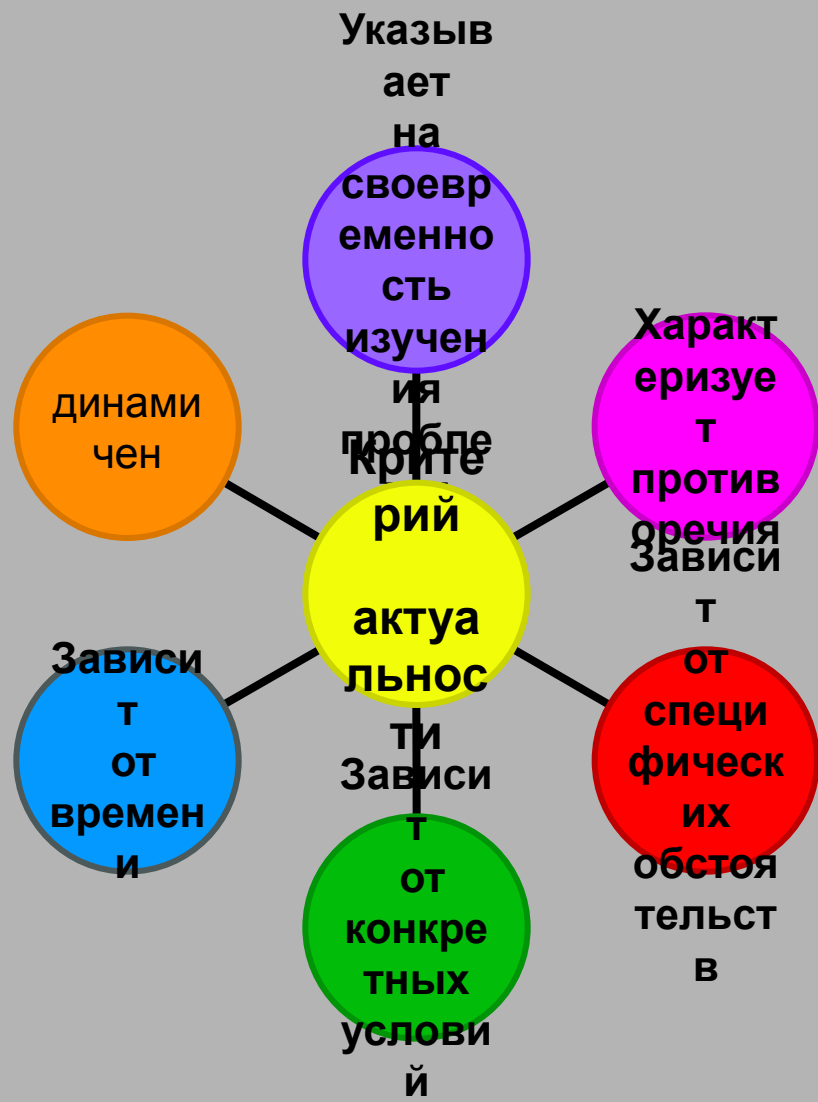 Указыв
ает
на
своевр
еменно
сть
изучен
ия
пробле
Характ
еризуе
т
против
оречия
Зависи
т
от
специ
фическ
их
обстоя
тельст
в
Зависи
т
от
конкре
тных
услови
й
Зависи
т
от
времен
и
динами
чен
Крите
рий
актуа
льнос
ти